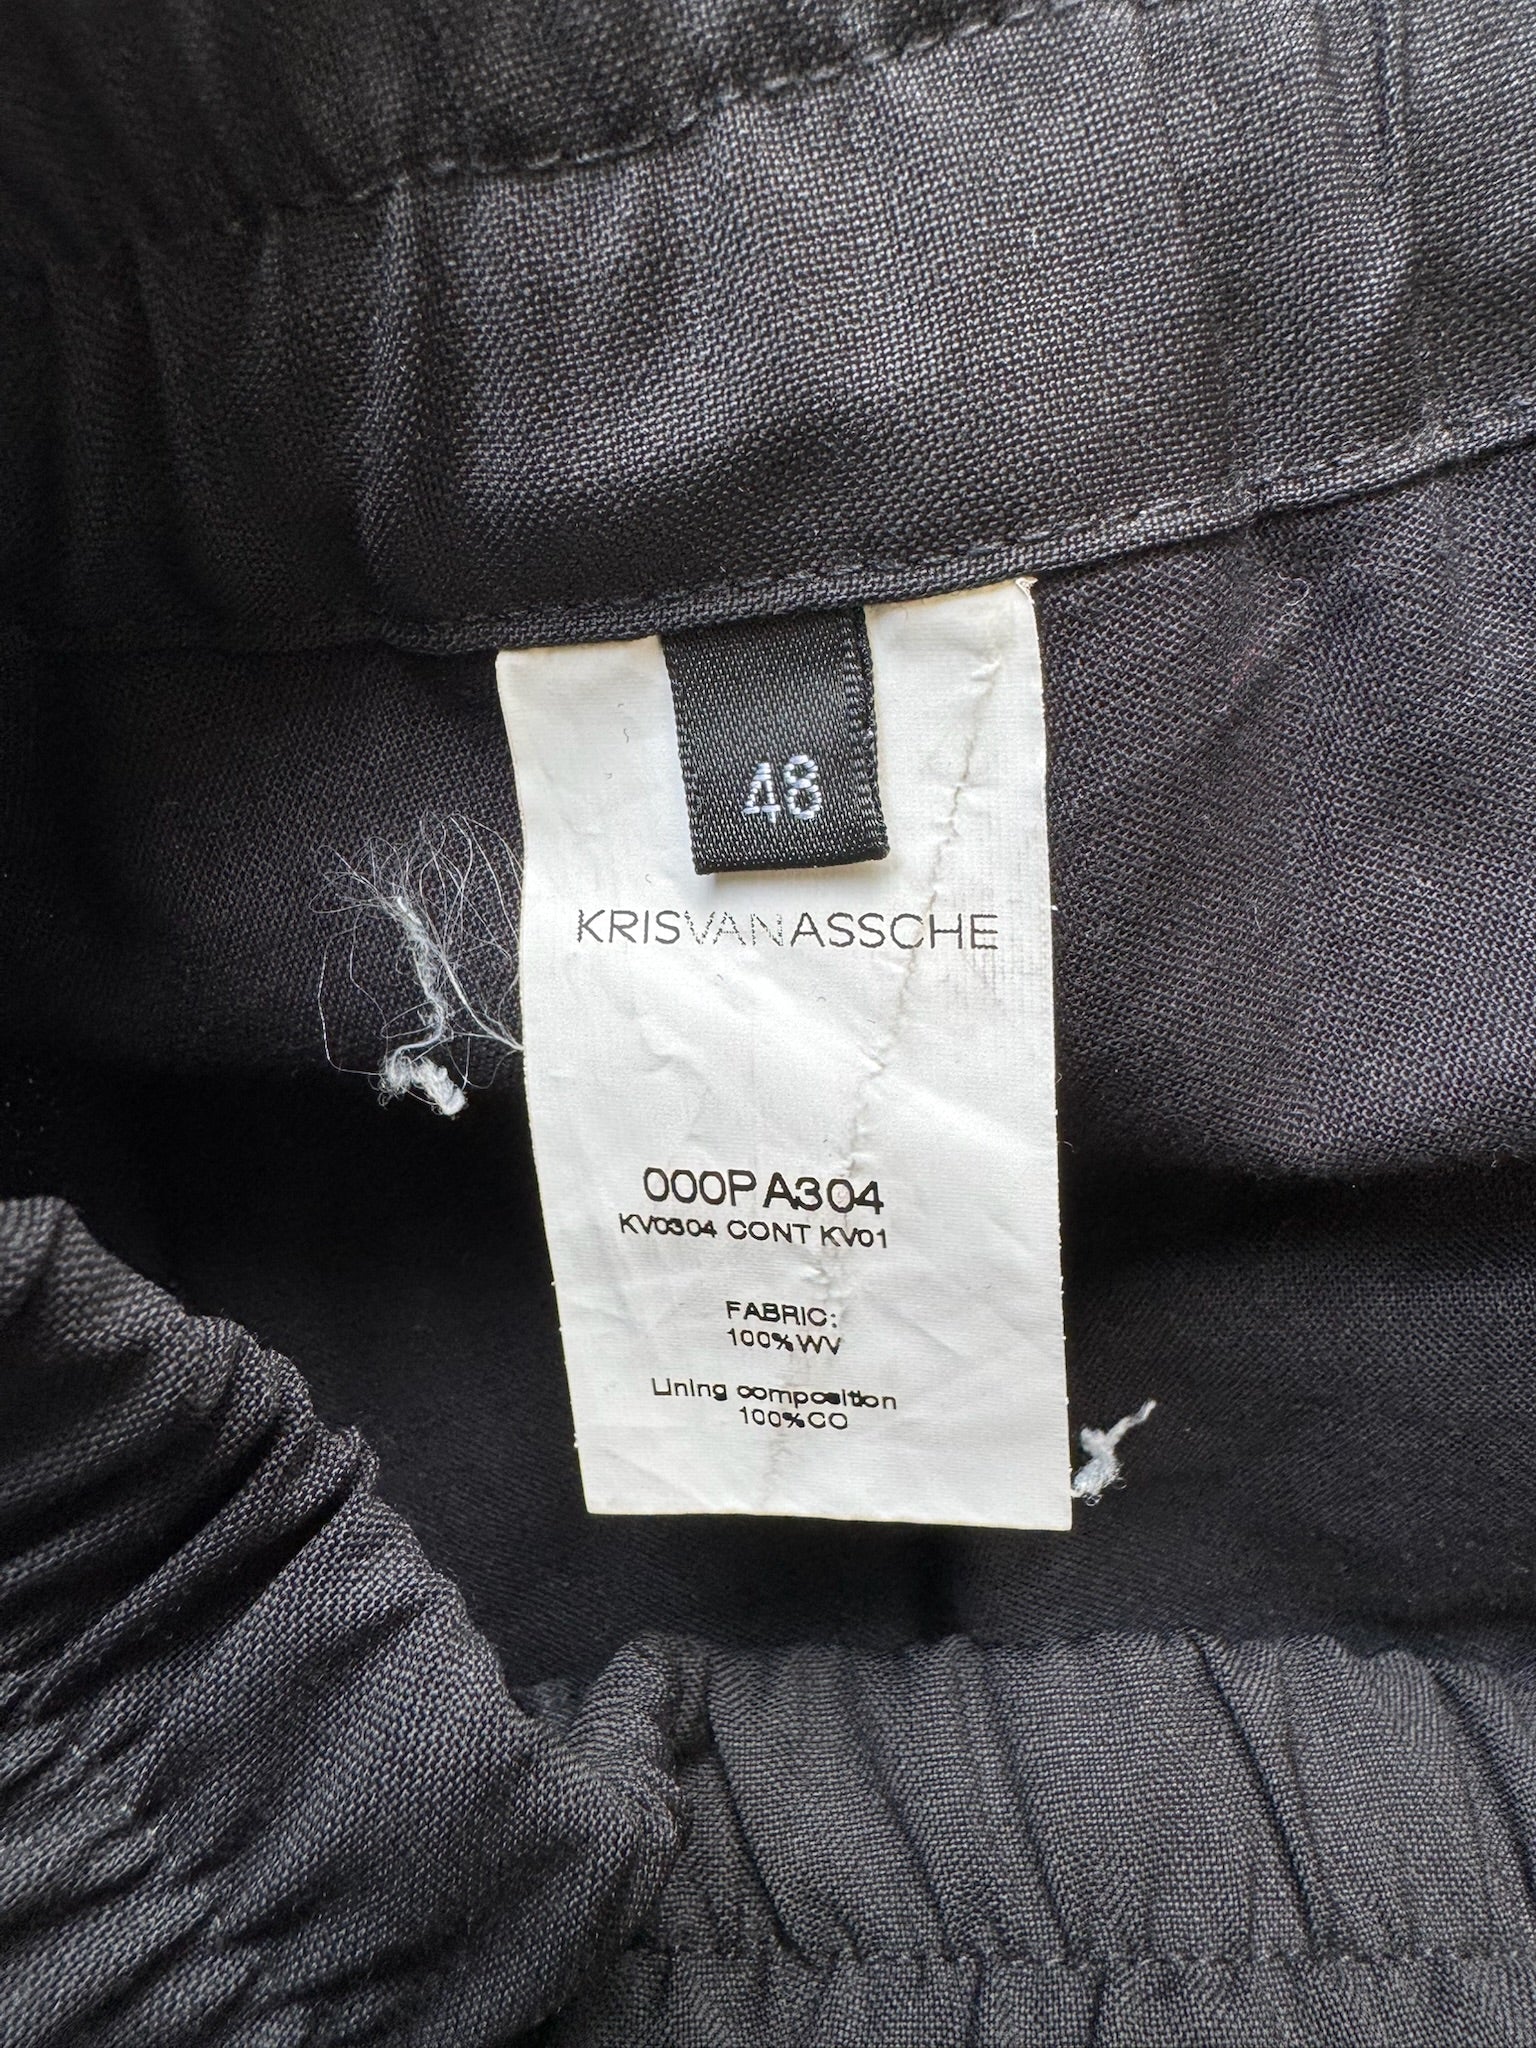 48
KRISVANASSCHE
000PA304
KV0304 CONT KV01
FABRIC:
100%WV
Lining composition
100%CO